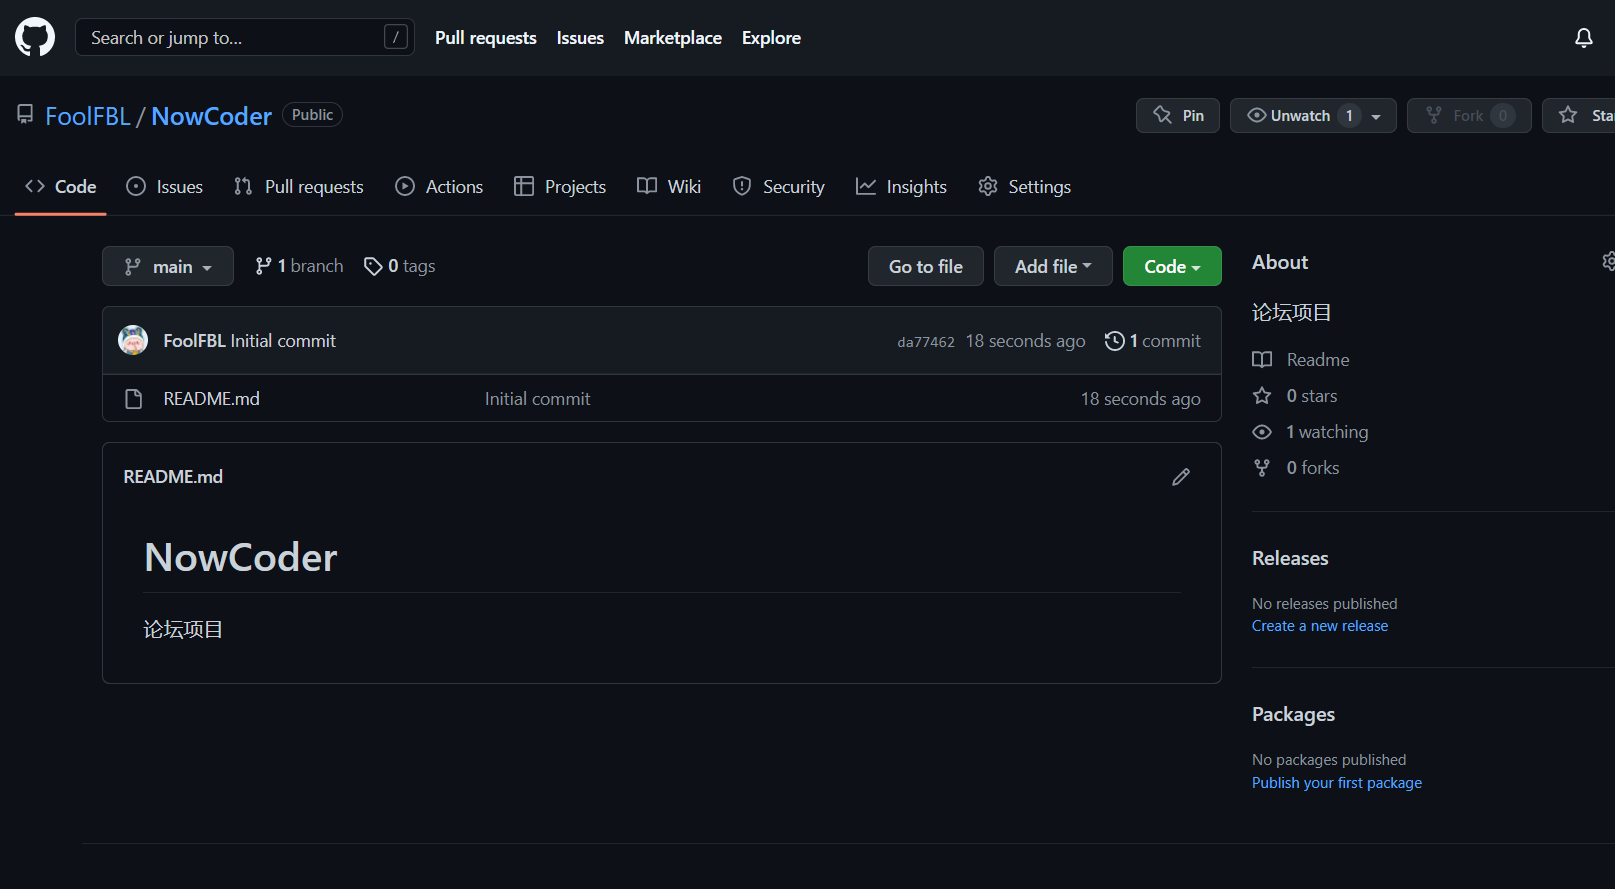 Search or jump to... / Pull requests Issues Marketplace Explore
FoolFBL / NowCoder Public Pin Unwatch 1 Fork 0
Code Issues Pull requests Actions Projects Wiki Security Insights Settings
main 1 branch 0 tags Go to file Add file Code
FoolFBL Initial commit da77462 18 seconds ago 1 commit
README.md Initial commit 18 seconds ago
README.md
NowCoder
论坛项目
About
论坛项目
Readme
0 stars
1 watching
0 forks
Releases
No releases published
Create a new release
Packages
No packages published
Publish your first package